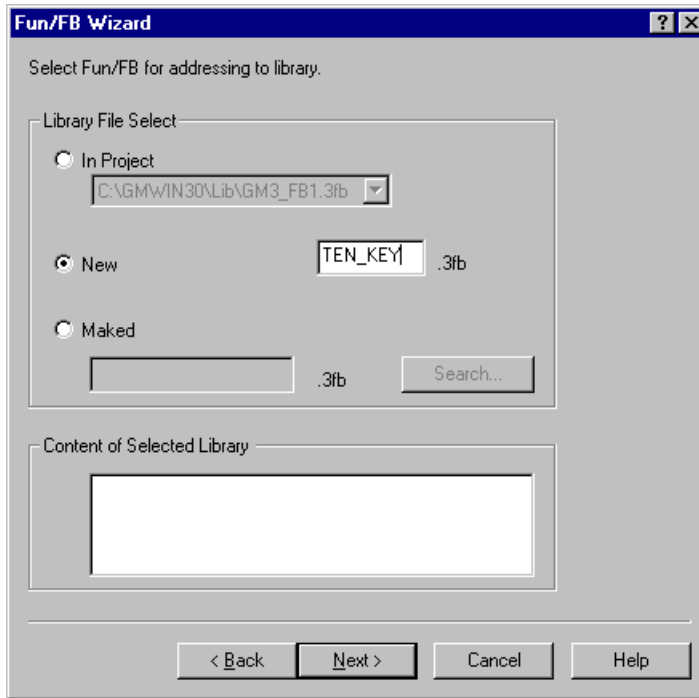 Fun/FB Wizard
Select Fun/FB for addressing to library.
Library File Select
In Project
C:\GMWIN30\Lib\GM3_FB1.3fb
New TEN_KEY .3fb
Maked
.3fb Search...
Content of Selected Library
< Back Next > Cancel Help